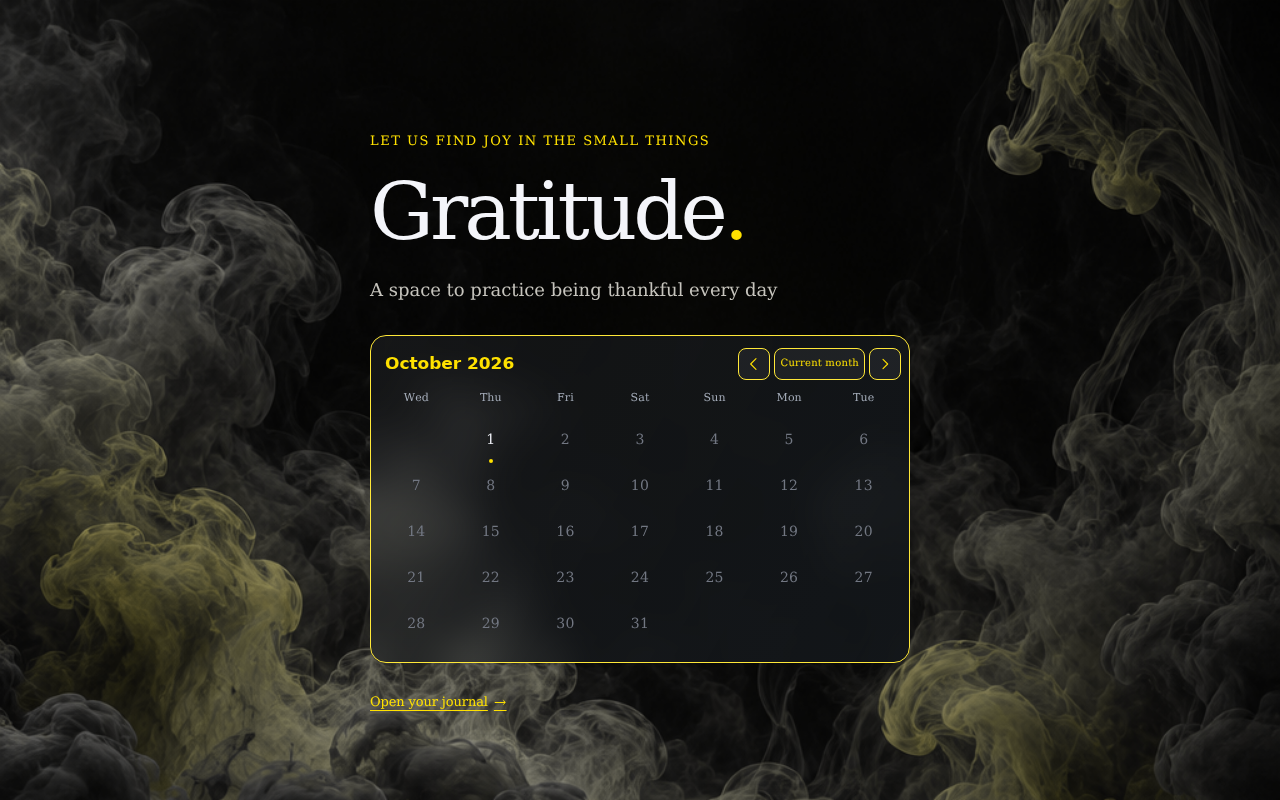 LET US FIND JOY IN THE SMALL THINGS
Gratitude.
A space to practice being thankful every day
October 2026
Current month
Wed Thu Fri Sat Sun Mon Tue
1 2 3 4 5 6
7 8 9 10 11 12 13
14 15 16 17 18 19 20
21 22 23 24 25 26 27
28 29 30 31
Open your journal →